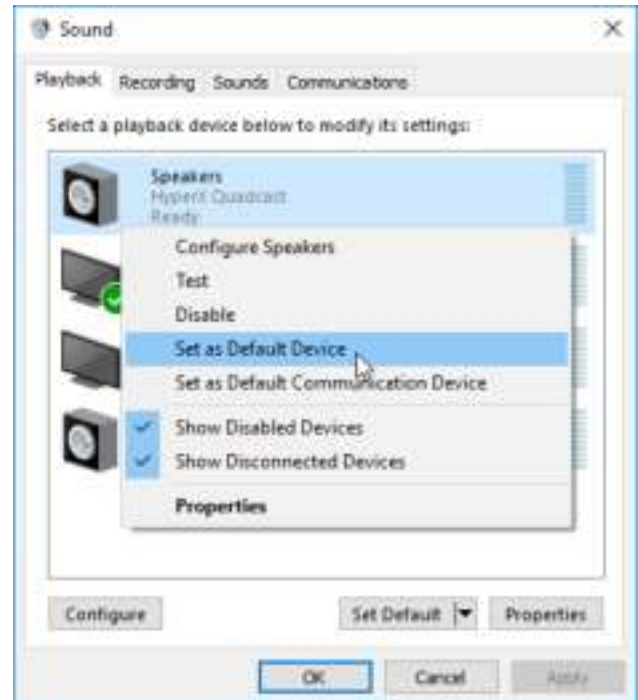 Sound
Playback Recording Sounds Communications
Select a playback device below to modify its settings:
Speakers
HyperX Quadcast
Ready
Configure Speakers
Test
Disable
Set as Default Device
Set as Default Communication Device
Show Disabled Devices
Show Disconnected Devices
Properties
Configure Set Default Properties
OK Cancel Apply